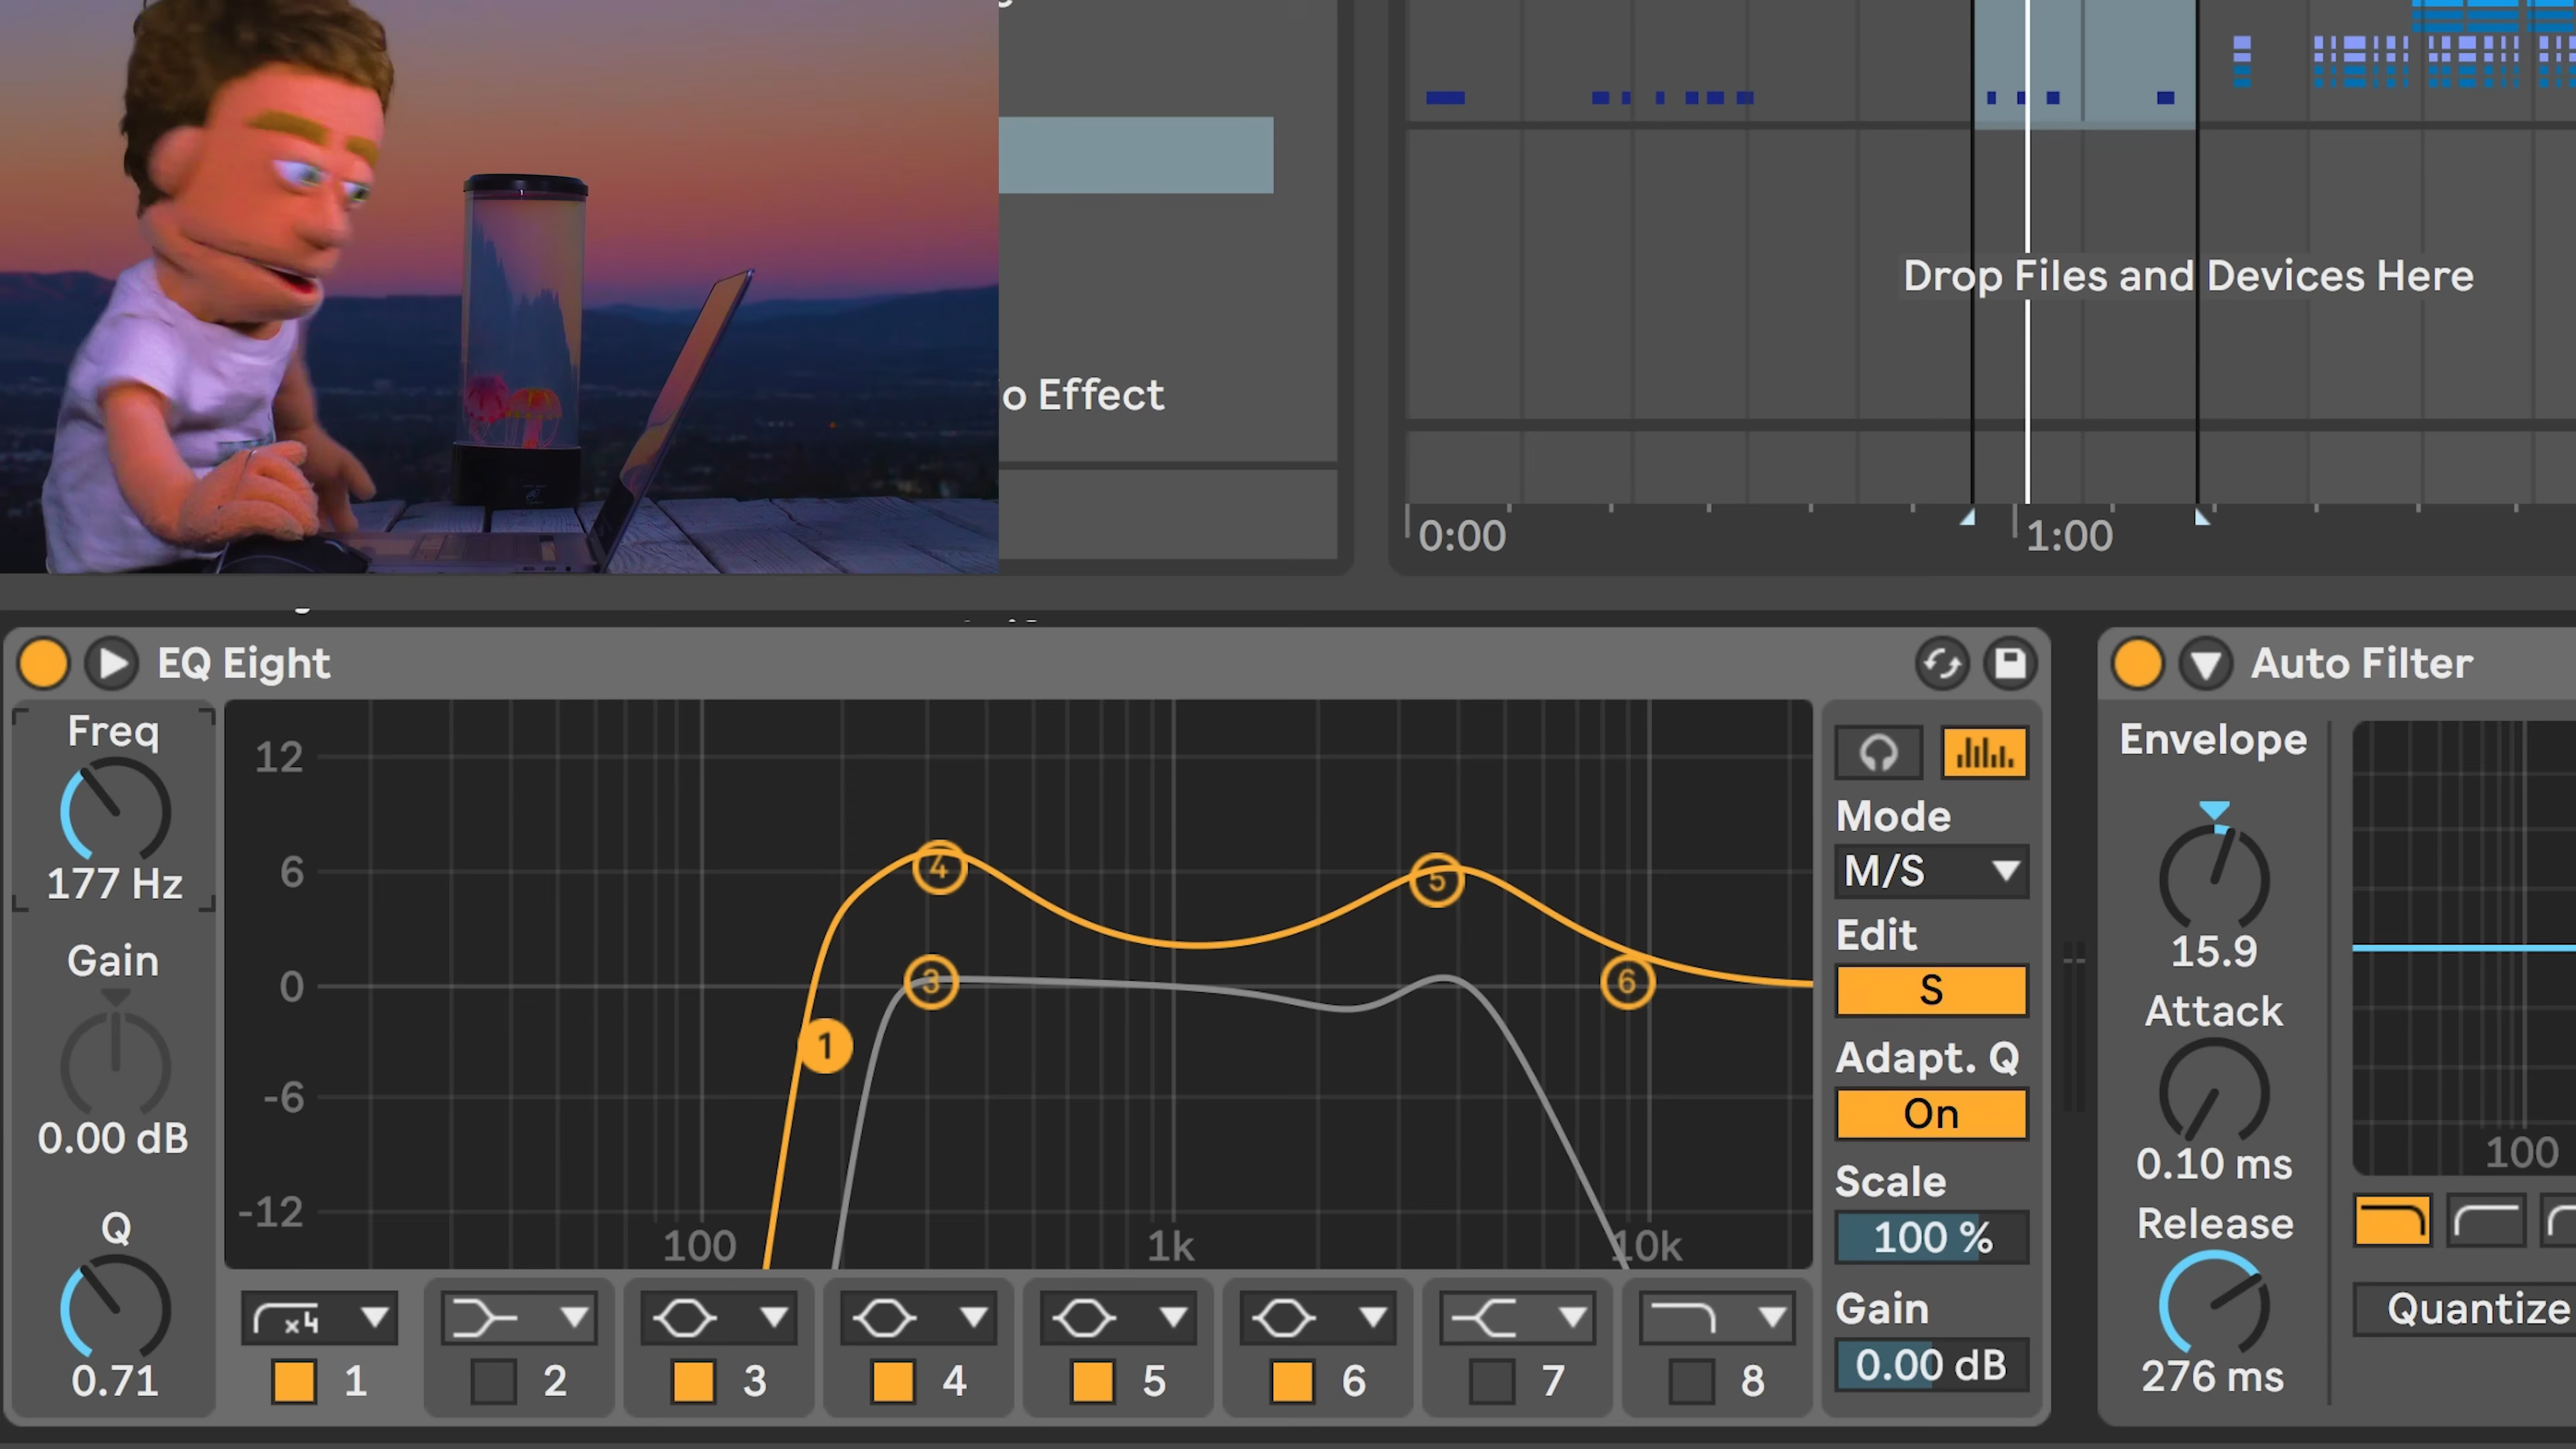 Drop Files and Devices Here
o Effect
0:00
1:00
EQ Eight
Freq
177 Hz
Gain
0.00 dB
Q
0.71
12
6
0
-6
-12
100
1k
10k
4
5
3
6
1
x4
1
2
3
4
5
6
7
8
Mode
M/S
Edit
S
Adapt. Q
On
Scale
100 %
Gain
0.00 dB
Auto Filter
Envelope
15.9
Attack
0.10 ms
Release
276 ms
100
Quantize